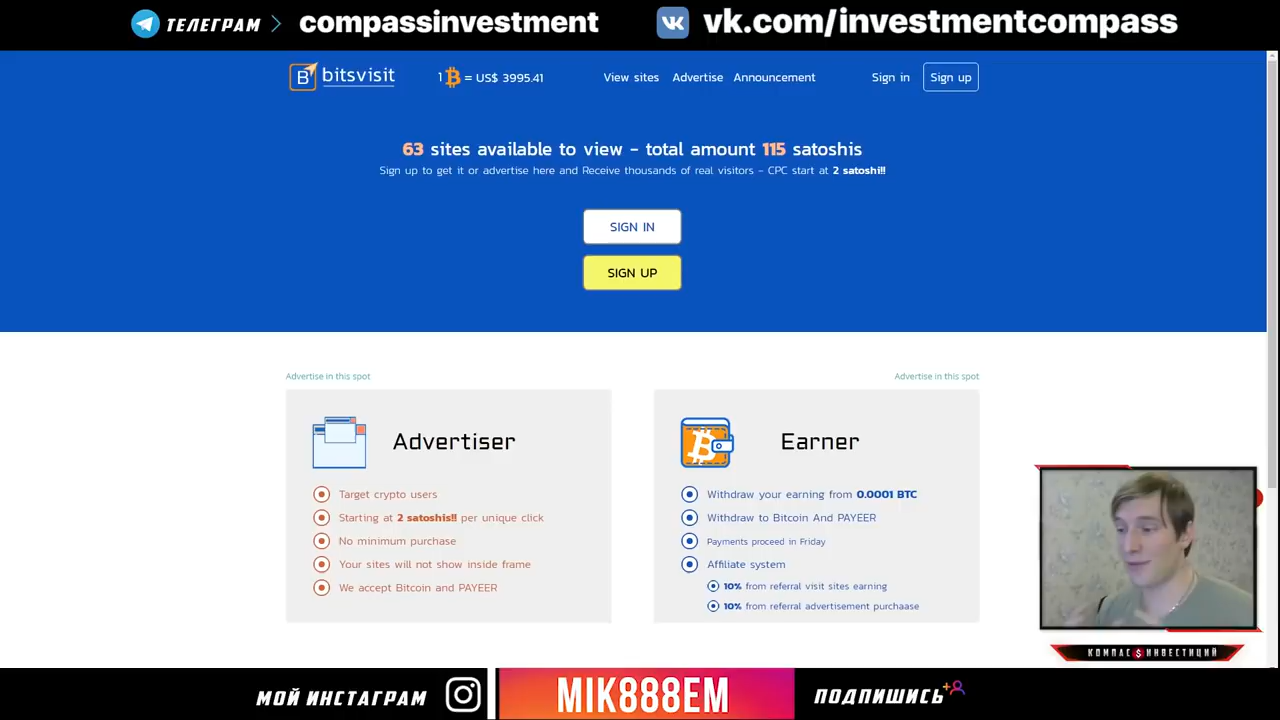 ТЕЛЕГРАМ > compassinvestment
vk.com/investmentcompass
bitsvisit
1 = US$ 3995.41
View sites Advertise Announcement
Sign in Sign up
63 sites available to view - total amount 115 satoshis
Sign up to get it or advertise here and Receive thousands of real visitors - CPC start at 2 satoshi!!
SIGN IN
SIGN UP
Advertise in this spot
Advertise in this spot
Advertiser
Target crypto users
Starting at 2 satoshis!! per unique click
No minimum purchase
Your sites will not show inside frame
We accept Bitcoin and PAYEER
Earner
Withdraw your earning from 0.0001 BTC
Withdraw to Bitcoin And PAYEER
Payments proceed in Friday
Affiliate system
10% from referral visit sites earning
10% from referral advertisement purchaase
КОМПАС $ ИНВЕСТИЦИЙ
МОЙ ИНСТАГРАМ
MIK888EM
ПОДПИШИСЬ